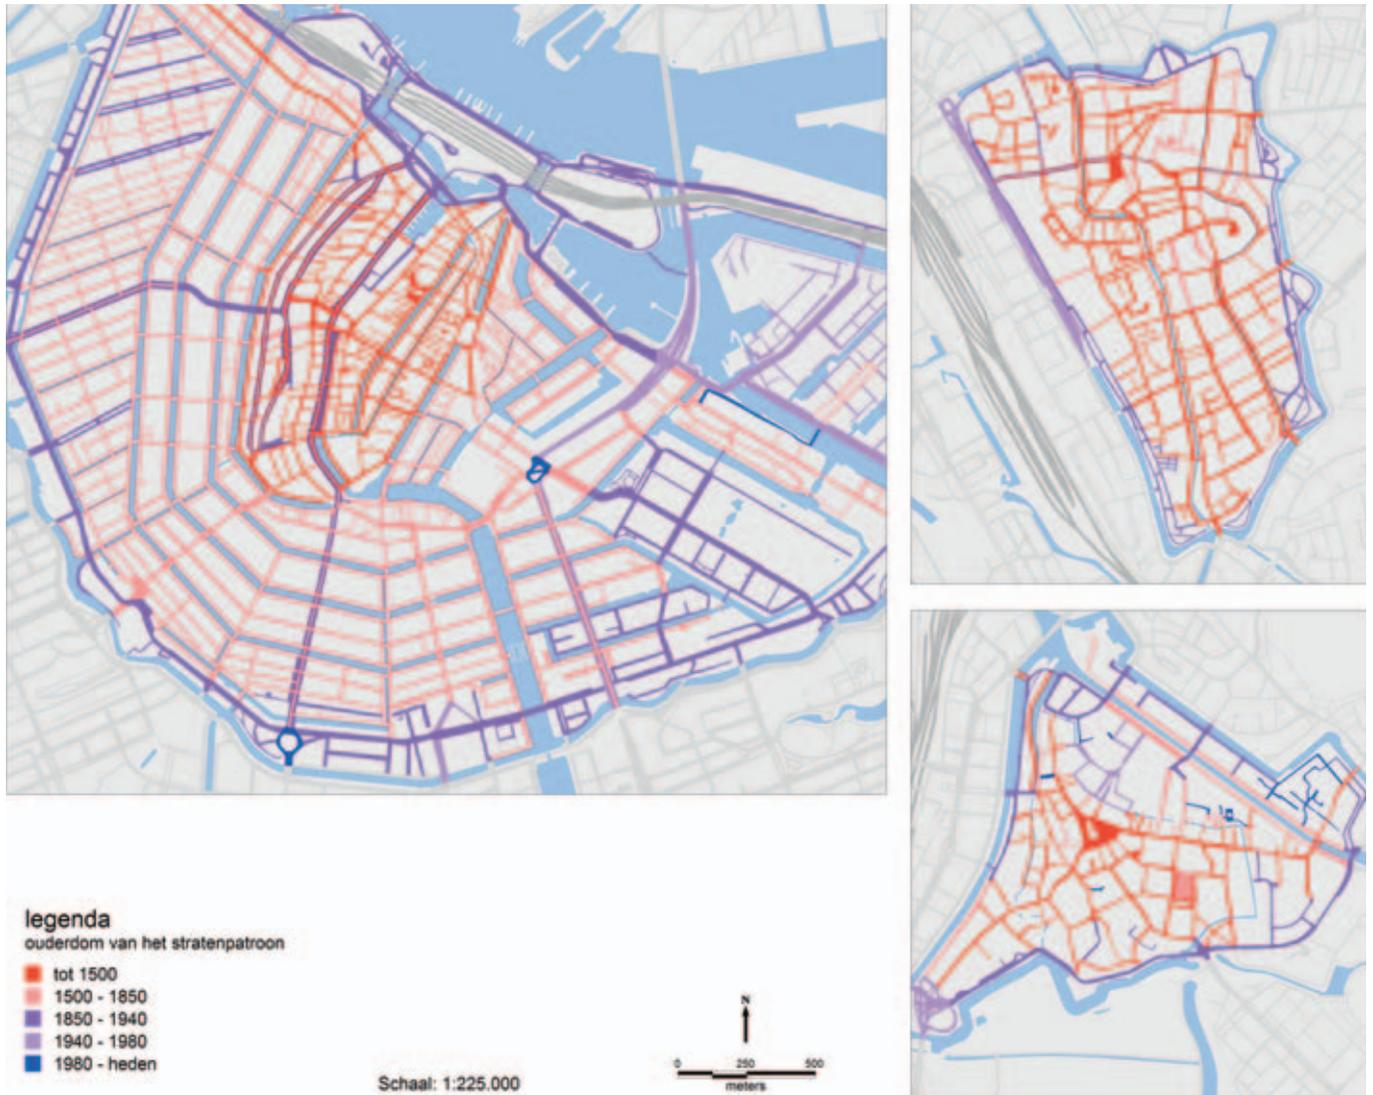 legenda
ouderdom van het stratenpatroon
tot 1500
1500 - 1850
1850 - 1940
1940 - 1980
1980 - heden
Schaal: 1:225.000
N
0 250 500
meters